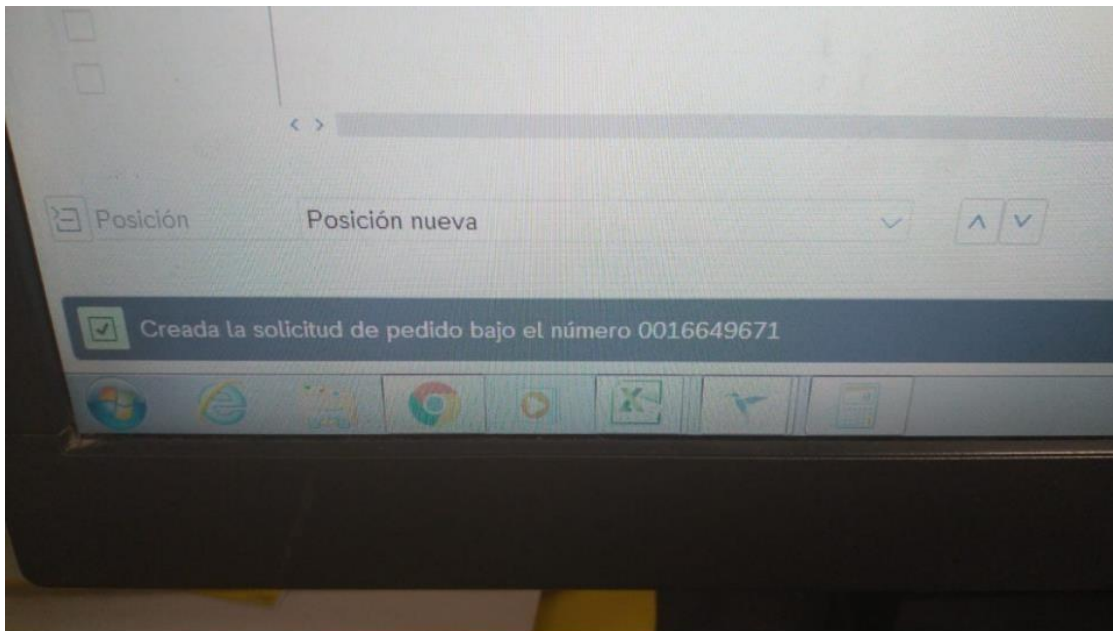 Posición
Posición nueva
Creada la solicitud de pedido bajo el número 0016649671